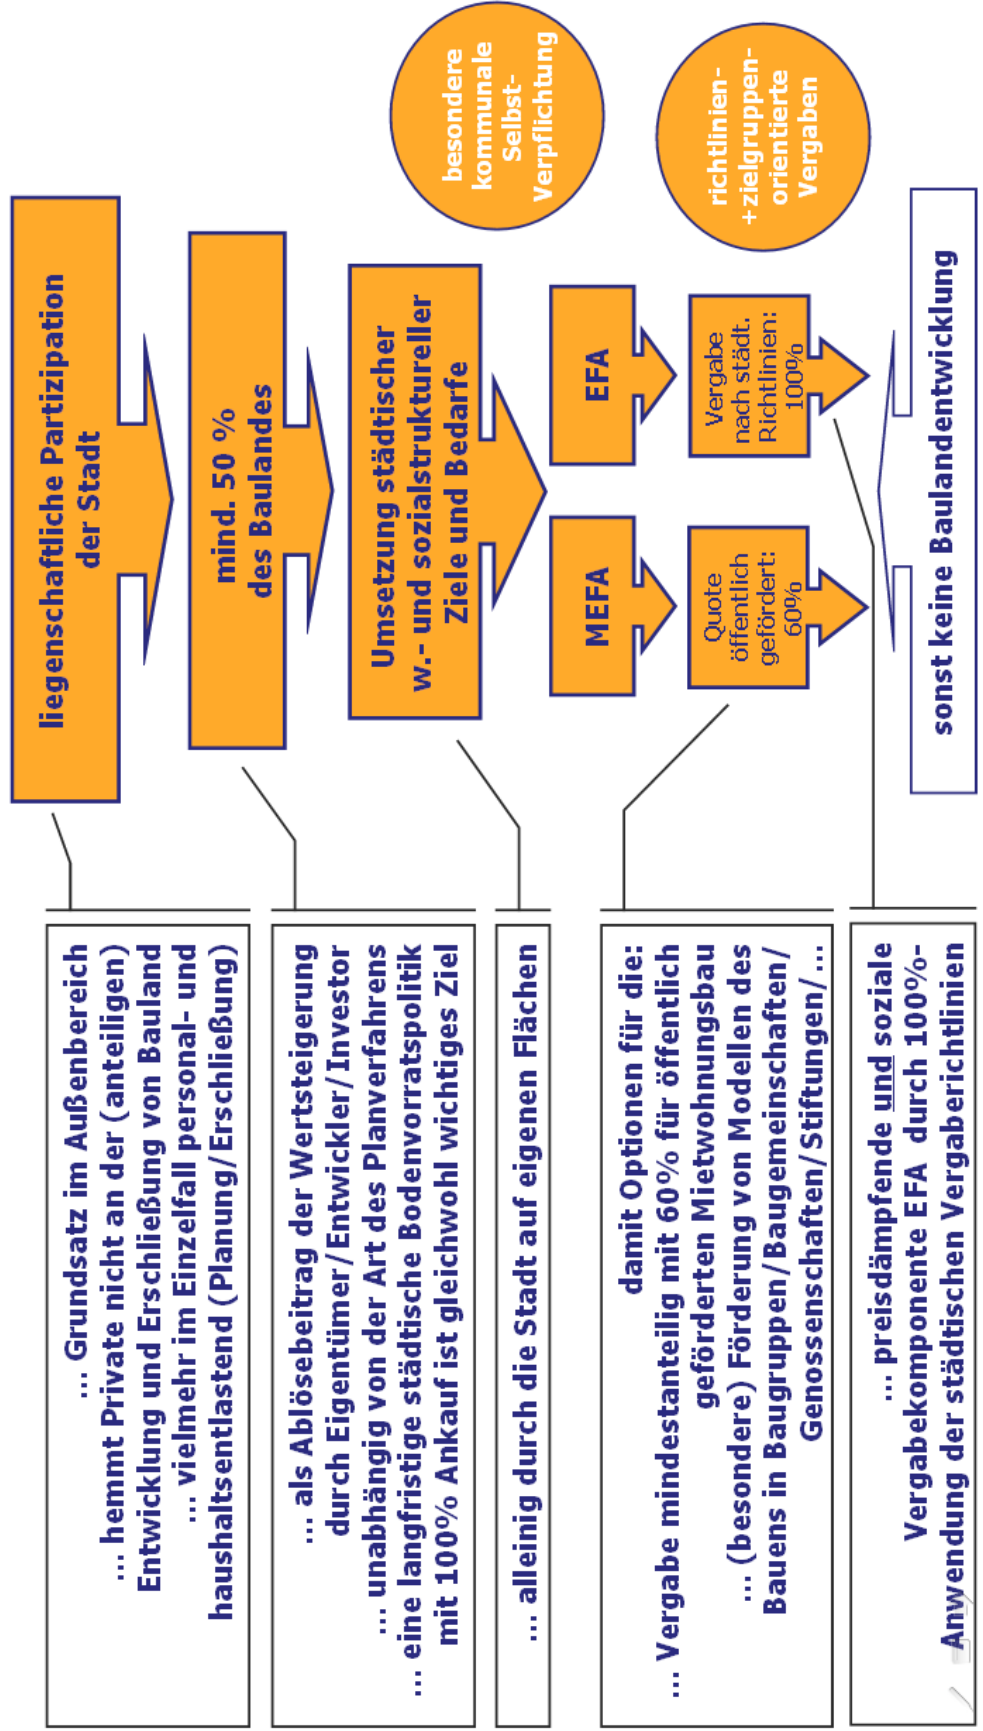 liegenschaftliche Partizipation
der Stadt
... Grundsatz im Außenbereich
... hemmt Private nicht an der (anteiligen)
Entwicklung und Erschließung von Bauland
... vielmehr im Einzelfall personal- und
haushaltsentlastend (Planung/Erschließung)
mind. 50 %
des Baulandes
... als Ablösebeitrag der Wertsteigerung
durch Eigentümer/Entwickler/Investor
... unabhängig von der Art des Planverfahrens
... eine langfristige städtische Bodenvorratspolitik
mit 100% Ankauf ist gleichwohl wichtiges Ziel
Umsetzung städtischer
w.- und sozialstruktureller
Ziele und Bedarfe
besondere
kommunale
Selbst-
Verpflichtung
... alleinig durch die Stadt auf eigenen Flächen
MEFA
EFA
Quote
öffentlich
gefördert:
60%
Vergabe
nach städt.
Richtlinien:
100%
richtlinien-
+zielgruppen-
orientierte
Vergaben
damit Optionen für die:
... Vergabe mindestanteilig mit 60% für öffentlich
geförderten Mietwohnungsbau
... (besondere) Förderung von Modellen des
Bauens in Baugruppen/Baugemeinschaften/
Genossenschaften/Stiftungen/...
... preisdämpfende und soziale
Vergabekomponente EFA durch 100%-
Anwendung der städtischen Vergaberichtlinien
sonst keine Baulandentwicklung